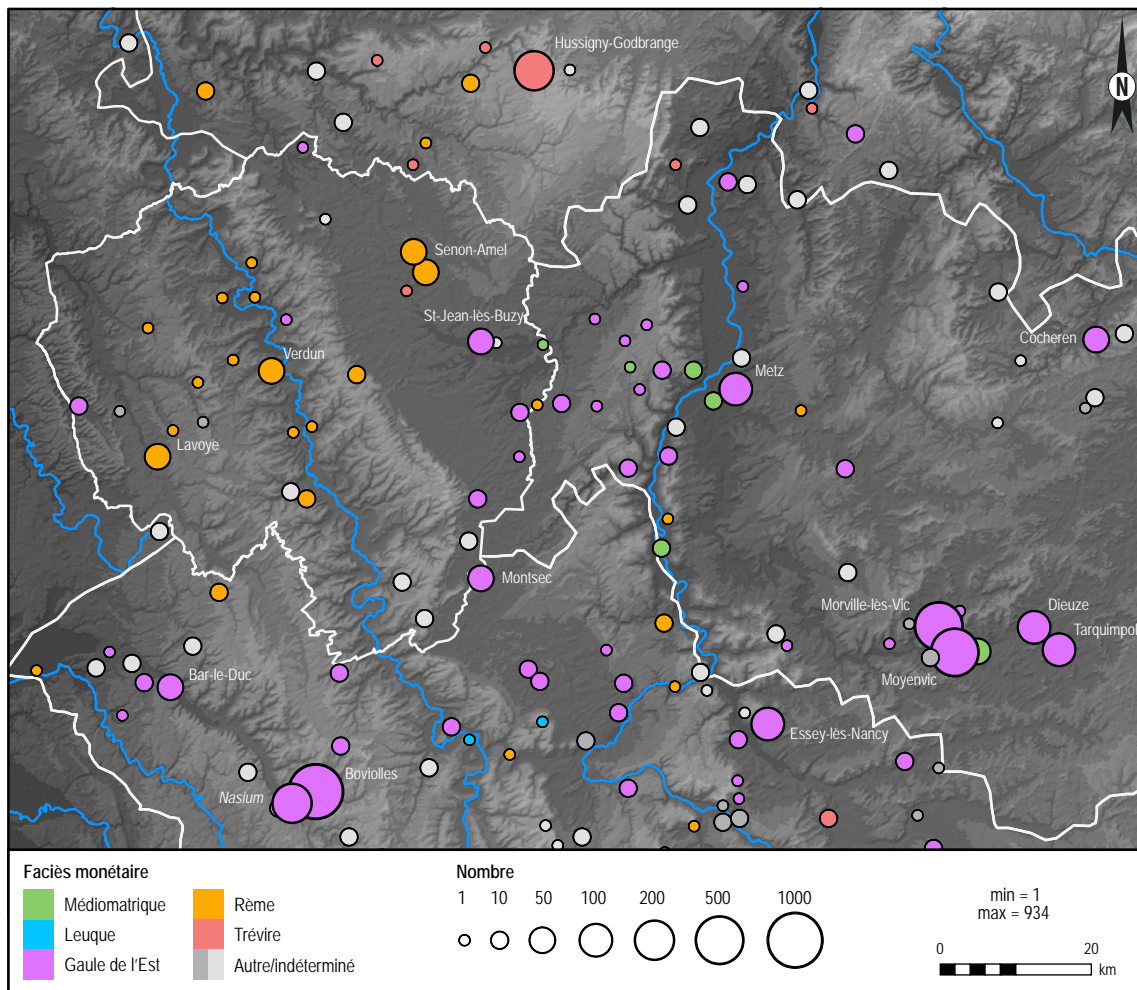 Hussigny-Godbrange
N
Senon-Amel
St-Jean-lès-Buzy
Cocheren
Verdun
Metz
Lavoye
Montsec
Morville-lès-Vic
Dieuze
Tarquimpol
Moyenvic
Bar-le-Duc
Essey-lès-Nancy
Boviolles
Nasium
Faciès monétaire
Médiomatrique
Leuque
Gaule de l'Est
Rème
Trévire
Autre/indéterminé
Nombre
1 10 50 100 200 500 1000
min = 1
max = 934
0 20
km